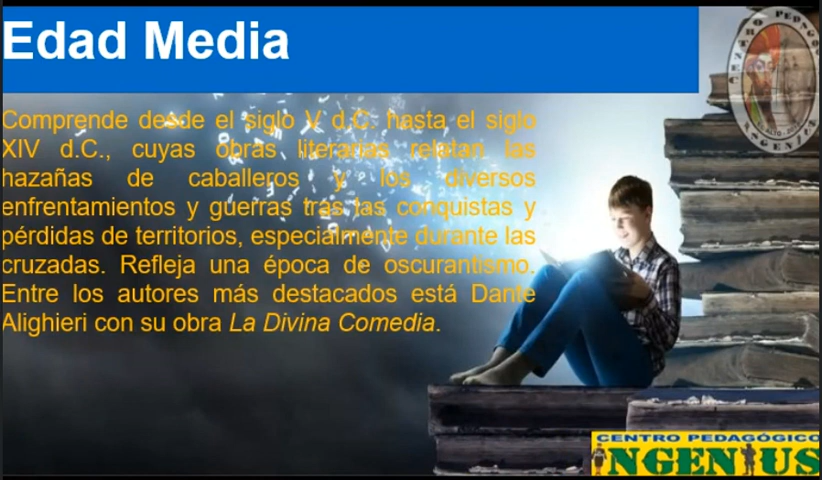 Edad Media
Comprende desde el siglo V d.C. hasta el siglo
XIV d.C., cuyas obras literarias relatan las
hazañas de caballeros y los diversos
enfrentamientos y guerras tras las conquistas y
pérdidas de territorios, especialmente durante las
cruzadas. Refleja una época de oscurantismo.
Entre los autores más destacados está Dante
Alighieri con su obra La Divina Comedia.
CENTRO PEDAGÓGICO
INGENIUS